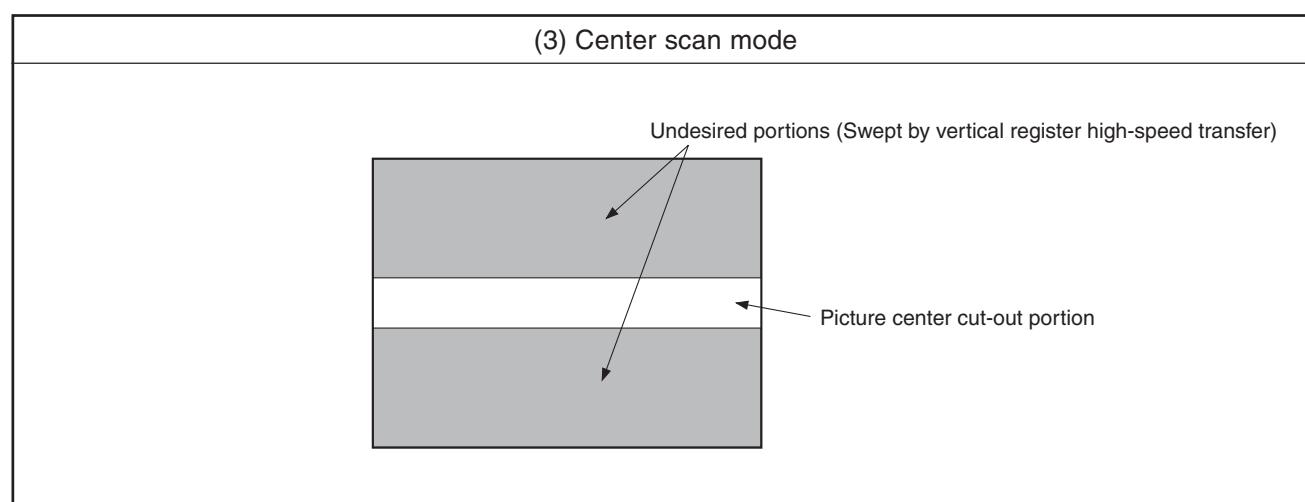 (3) Center scan mode
Undesired portions (Swept by vertical register high-speed transfer)
Picture center cut-out portion